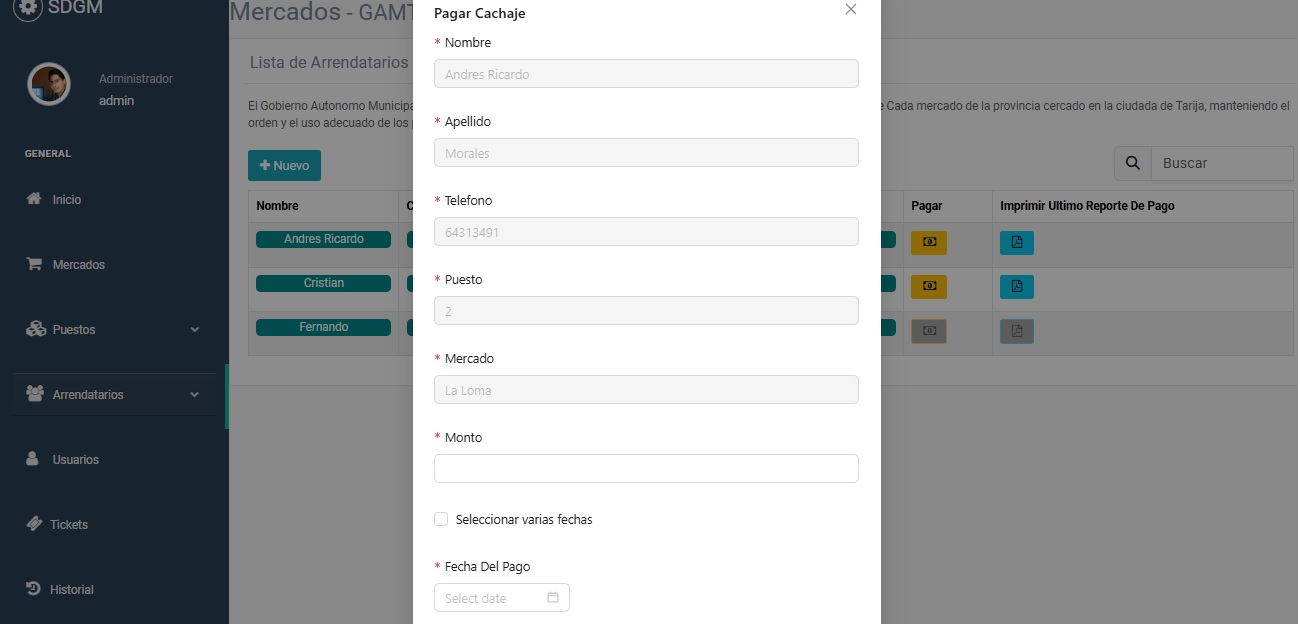 SDGM
Administrador
admin
GENERAL
Inicio
Mercados
Puestos
Arrendatarios
Usuarios
Tickets
Historial
Mercados - GAMT
Lista de Arrendatarios
El Gobierno Autonomo Municipa
e Cada mercado de la provincia cercado en la ciudad de Tarija, manteniendo el
orden y el uso adecuado de los
Nuevo
Buscar
Nombre
C
Pagar
Imprimir Ultimo Reporte De Pago
Andres Ricardo
Cristian
Fernando
Pagar Cachaje
* Nombre
Andres Ricardo
* Apellido
Morales
* Telefono
64313491
* Puesto
2
* Mercado
La Loma
* Monto
Seleccionar varias fechas
* Fecha Del Pago
Select date